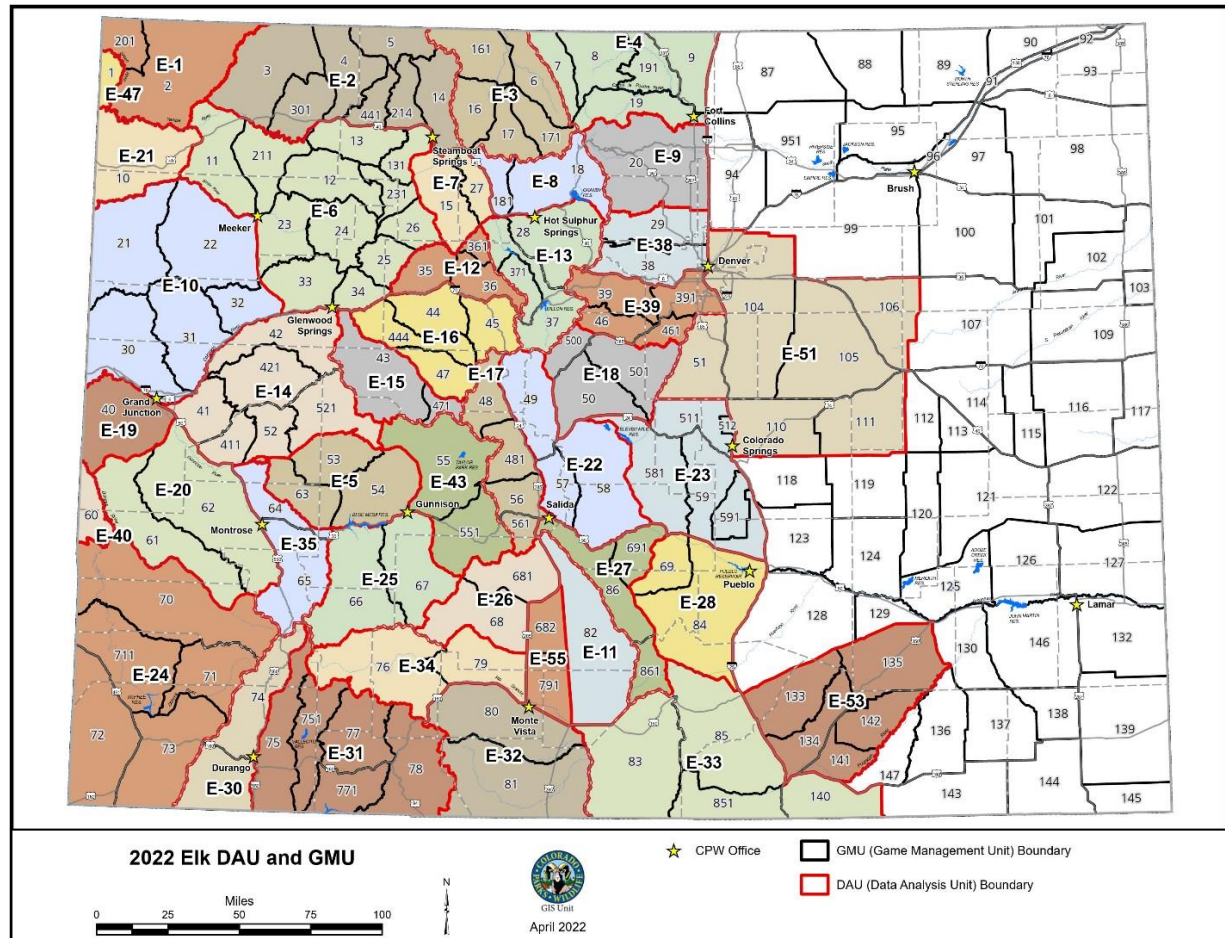 201
E-1
1
2
E-47
3
E-2
4
5
301
441
214
14
161
E-3
6
16
17
171
7
8
E-4
191
9
19
Fort
Collins
87
88
89
90
91
92
93
NORTH
STERLING RES.
E-21
10
11
211
13
131
12
231
E-6
Steamboat
Springs
E-7
27
15
E-8
18
181
20
E-9
951
95
JACKSON RES.
94
96
97
98
Brush
Meeker
23
24
26
25
33
34
21
22
E-10
32
30
31
Hot Sulphur
Springs
28
E-13
361
35
E-12
36
371
37
29
E-38
38
Denver
99
100
101
102
103
Glenwood
Springs
42
44
E-16
45
444
47
39
391
E-39
46
461
104
106
107
109
105
E-51
421
E-14
43
E-15
E-17
471
48
49
500
E-18
501
50
51
Grand
Junction
40
E-19
41
411
52
521
511
512
110
111
112
113
114
115
116
117
Colorado
Springs
53
E-5
63
54
55
E-43
481
E-22
57
58
581
E-23
59
591
E-20
62
64
Gunnison
56
561
Salida
551
118
119
120
121
122
60
E-40
61
Montrose
E-35
65
E-25
66
67
681
E-26
68
E-27
691
86
69
Pueblo
E-28
84
123
124
125
126
127
128
129
130
Lamar
146
132
70
711
E-24
71
72
73
74
76
E-34
79
682
E-55
791
82
E-11
861
133
135
E-53
142
134
141
136
137
138
139
751
75
77
E-31
78
771
Durango
E-30
80
Monte
Vista
E-32
81
83
85
E-33
851
140
147
143
144
145
2022 Elk DAU and GMU
Miles
0 25 50 75 100
N
COLORADO
PARKS
WILDLIFE
GIS Unit
April 2022
CPW Office
GMU (Game Management Unit) Boundary
DAU (Data Analysis Unit) Boundary